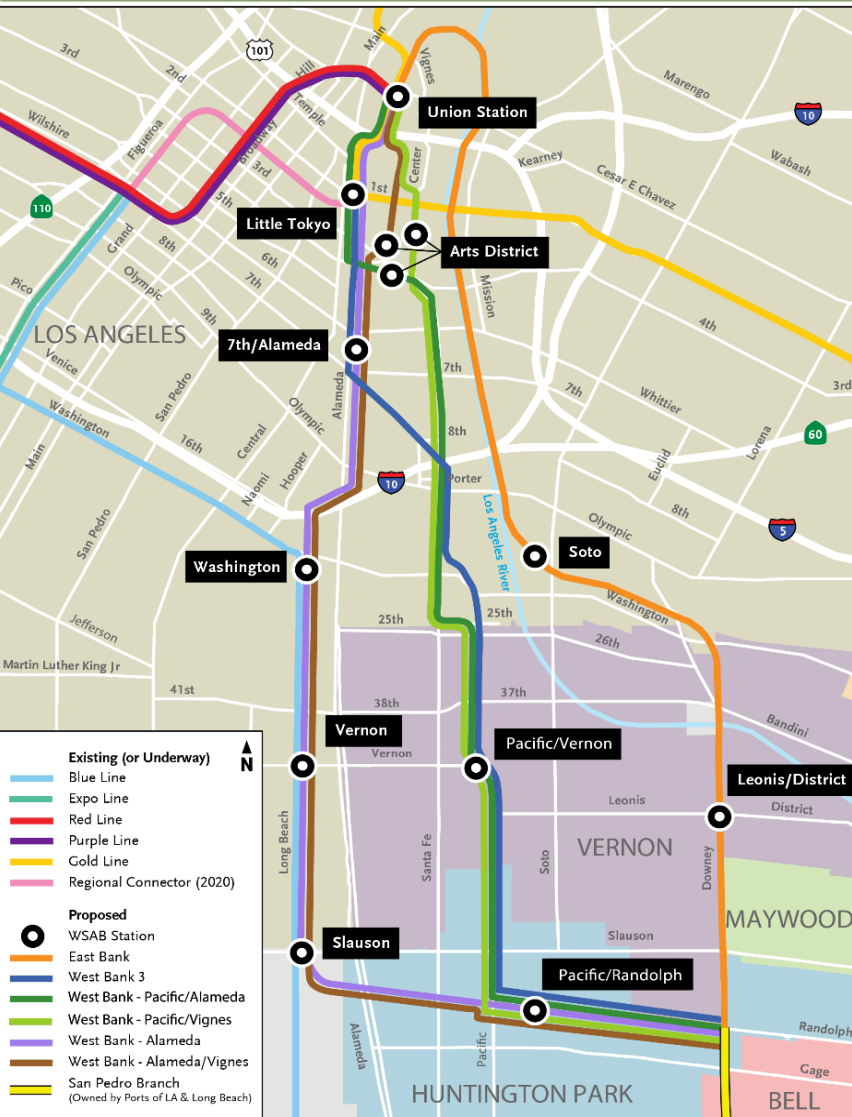 Main
3rd
101
2nd
Hill
Vignes
Marengo
Union Station
10
Wilshire
Figueroa
Temple
Broadway
Center
Kearney
Wabash
3rd
1st
Cesar E Chavez
110
5th
Little Tokyo
Grand
8th
6th
Arts District
Pico
Olympic
7th
Mission
9th
LOS ANGELES
7th/Alameda
4th
Venice
7th
3rd
San Pedro
Alameda
7th
Whittier
Washington
Olympic
8th
60
Main
16th
Central
Lorena
Hooper
Euclid
Naomi
10
Porter
8th
San Pedro
Los Angeles River
Olympic
5
Soto
Washington
Washington
Jefferson
25th
25th
26th
Martin Luther King Jr
41st
38th
37th
Bandini
Vernon
Pacific/Vernon
Vernon
Leonis/District
Leonis
District
Long Beach
Santa Fe
Soto
VERNON
Downey
MAYWOOD
Slauson
Slauson
Pacific/Randolph
Alameda
Pacific
Randolph
Gage
HUNTINGTON PARK
BELL
N
Existing (or Underway)
Blue Line
Expo Line
Red Line
Purple Line
Gold Line
Regional Connector (2020)
Proposed
WSAB Station
East Bank
West Bank 3
West Bank - Pacific/Alameda
West Bank - Pacific/Vignes
West Bank - Alameda
West Bank - Alameda/Vignes
San Pedro Branch
(Owned by Ports of LA & Long Beach)